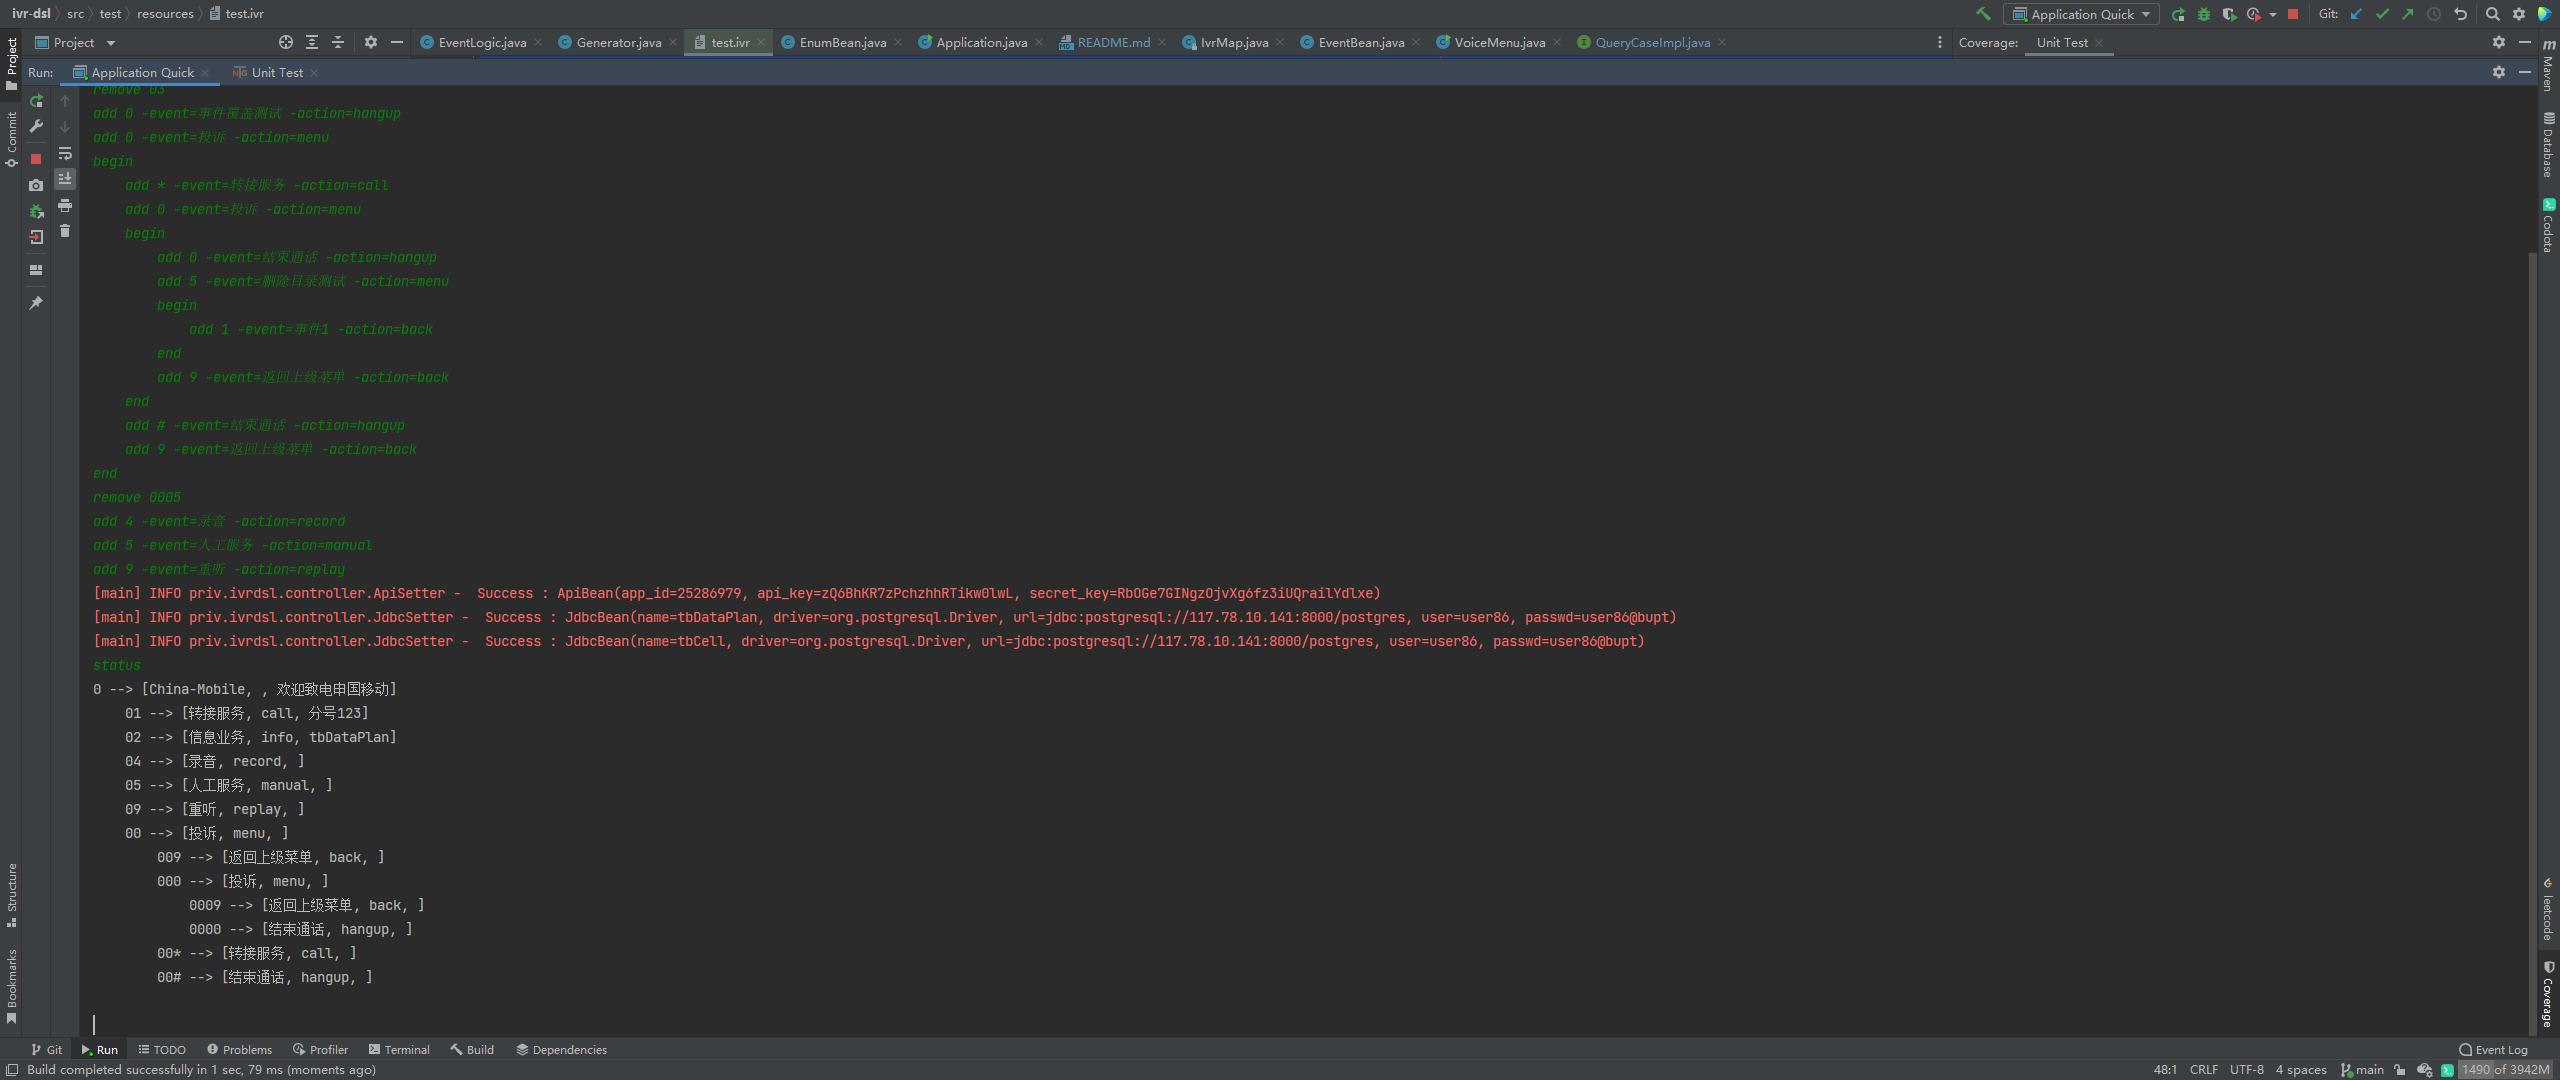 ivr-dsl src test resources test.ivr Application Quick Git:
Project EventLogic.java Generator.java test.ivr EnumBean.java Application.java README.md IvrMap.java EventBean.java VoiceMenu.java QueryCaseImpl.java Coverage: Unit Test
Run: Application Quick Unit Test
remove 03
add 0 -event=事件覆盖测试 -action=hangup
add 0 -event=投诉 -action=menu
begin
add * -event=转接服务 -action=call
add 0 -event=投诉 -action=menu
begin
add 0 -event=结束通话 -action=hangup
add 5 -event=删除目录测试 -action=menu
begin
add 1 -event=事件1 -action=back
end
add 9 -event=返回上级菜单 -action=back
end
add # -event=结束通话 -action=hangup
add 9 -event=返回上级菜单 -action=back
end
remove 0005
add 4 -event=录音 -action=record
add 5 -event=人工服务 -action=manual
add 9 -event=重听 -action=replay
[main] INFO priv.ivrdsl.controller.ApiSetter -  Success : ApiBean(app_id=25286979, api_key=zQ6BhKR7zPchzhhRTikw0lwL, secret_key=RbOGe7GINgzOjvXg6fz3iUQrailYdlxe)
[main] INFO priv.ivrdsl.controller.JdbcSetter -  Success : JdbcBean(name=tbDataPlan, driver=org.postgresql.Driver, url=jdbc:postgresql://117.78.10.141:8000/postgres, user=user86, passwd=user86@bupt)
[main] INFO priv.ivrdsl.controller.JdbcSetter -  Success : JdbcBean(name=tbCell, driver=org.postgresql.Driver, url=jdbc:postgresql://117.78.10.141:8000/postgres, user=user86, passwd=user86@bupt)
status
0 --> [China-Mobile, , 欢迎致电中国移动]
01 --> [转接服务, call, 分号123]
02 --> [信息业务, info, tbDataPlan]
04 --> [录音, record, ]
05 --> [人工服务, manual, ]
09 --> [重听, replay, ]
00 --> [投诉, menu, ]
009 --> [返回上级菜单, back, ]
000 --> [投诉, menu, ]
0009 --> [返回上级菜单, back, ]
0000 --> [结束通话, hangup, ]
00* --> [转接服务, call, ]
00# --> [结束通话, hangup, ]
Project
Commit
Structure
Bookmarks
Maven
Database
Codota
leetcode
Coverage
Git Run TODO Problems Profiler Terminal Build Dependencies Event Log
Build completed successfully in 1 sec, 79 ms (moments ago) 48:1 CRLF UTF-8 4 spaces main 1490 of 3942M